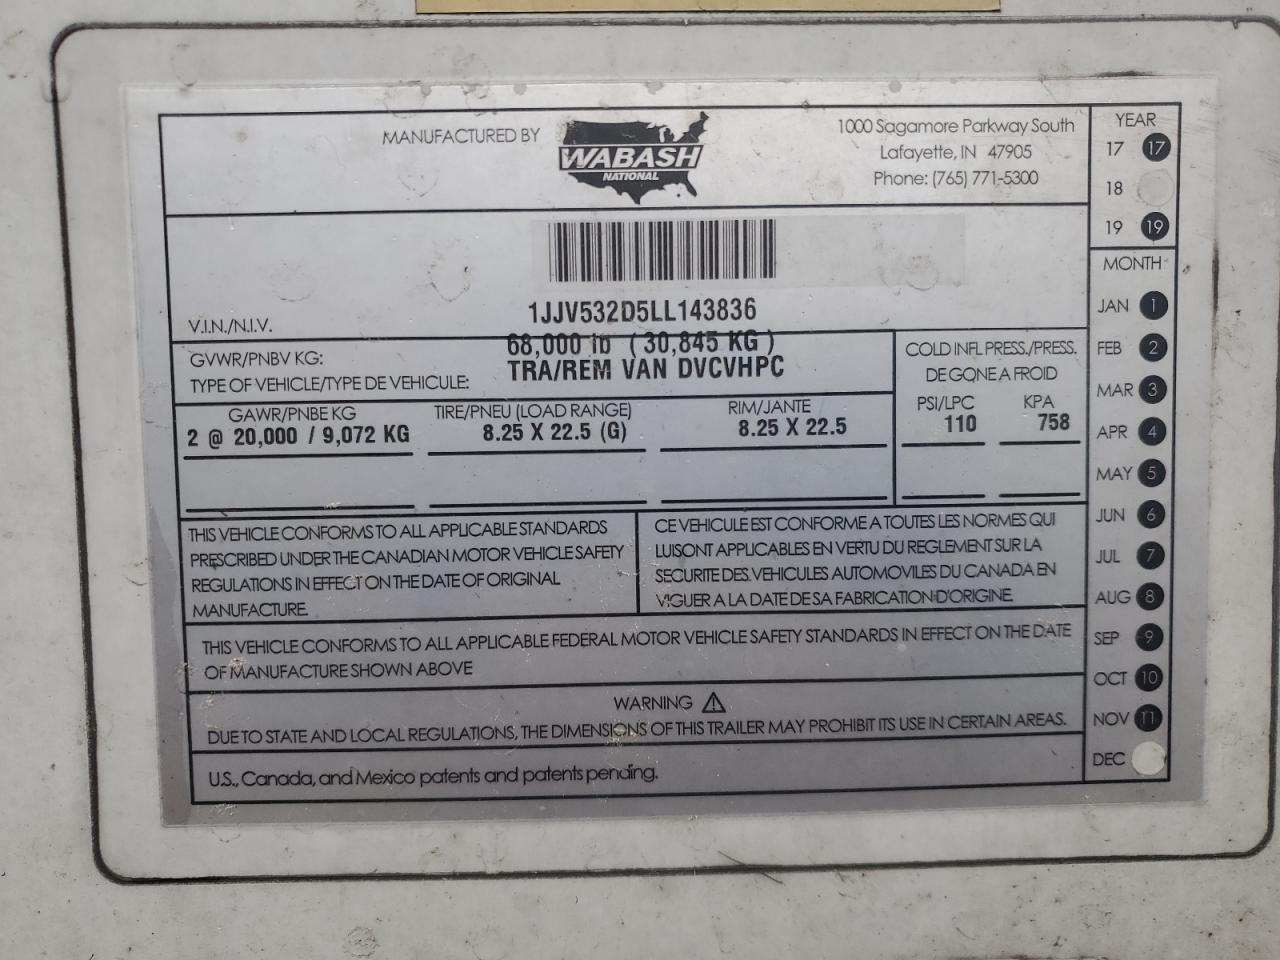 MANUFACTURED BY
WABASH
NATIONAL
1000 Sagamore Parkway South
Lafayette, IN 47905
Phone: (765) 771-5300
YEAR
17 17
18
19 19
MONTH
JAN 1
FEB 2
MAR 3
APR 4
MAY 5
JUN 6
JUL 7
AUG 8
SEP 9
OCT 10
NOV 11
DEC
1JJV532D5LL143836
V.I.N./N.I.V.
GVWR/PNBV KG: 68,000 lb ( 30,845 KG )
TYPE OF VEHICLE/TYPE DE VEHICULE: TRA/REM VAN DVCVHPC
COLD INFL PRESS./PRESS.
DE GONE A FROID
GAWR/PNBE KG TIRE/PNEU (LOAD RANGE) RIM/JANTE PSI/LPC KPA
2 @ 20,000 / 9,072 KG 8.25 X 22.5 (G) 8.25 X 22.5 110 758
THIS VEHICLE CONFORMS TO ALL APPLICABLE STANDARDS
PRESCRIBED UNDER THE CANADIAN MOTOR VEHICLE SAFETY
REGULATIONS IN EFFECT ON THE DATE OF ORIGINAL
MANUFACTURE.
CE VEHICULE EST CONFORME A TOUTES LES NORMES QUI
LUISONT APPLICABLES EN VERTU DU REGLEMENT SUR LA
SECURITE DES VEHICULES AUTOMOVILES DU CANADA EN
VIGUER A LA DATE DE SA FABRICATION D'ORIGINE
THIS VEHICLE CONFORMS TO ALL APPLICABLE FEDERAL MOTOR VEHICLE SAFETY STANDARDS IN EFFECT ON THE DATE
OF MANUFACTURE SHOWN ABOVE
WARNING
DUE TO STATE AND LOCAL REGULATIONS, THE DIMENSIONS OF THIS TRAILER MAY PROHIBIT ITS USE IN CERTAIN AREAS.
U.S., Canada, and Mexico patents and patents pending.